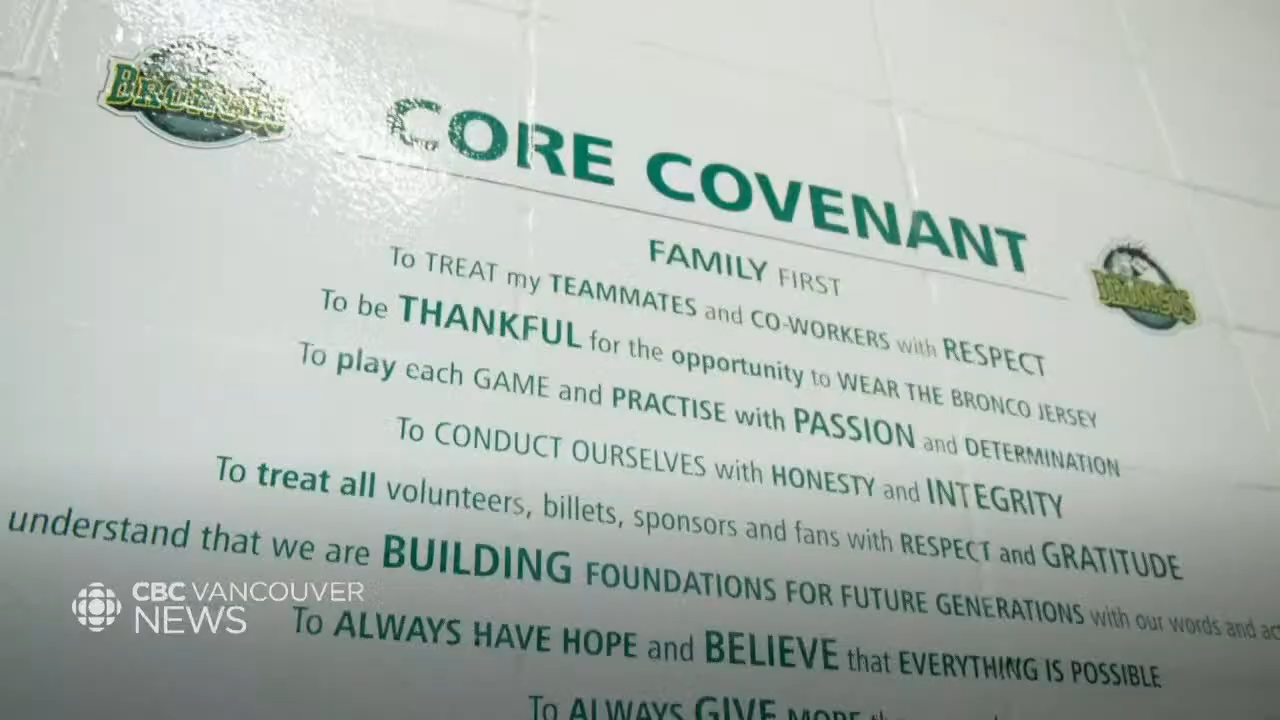 BRONCOS
CORE COVENANT
FAMILY FIRST
BRONCOS
To TREAT my TEAMMATES and CO-WORKERS with RESPECT
To be THANKFUL for the opportunity to WEAR THE BRONCO JERSEY
To play each GAME and PRACTISE with PASSION and DETERMINATION
To CONDUCT OURSELVES with HONESTY and INTEGRITY
To treat all volunteers, billets, sponsors and fans with RESPECT and GRATITUDE
understand that we are BUILDING FOUNDATIONS FOR FUTURE GENERATIONS with our words and
To ALWAYS HAVE HOPE and BELIEVE that EVERYTHING IS POSSIBLE
To ALWAYS GIVE MORE
CBC VANCOUVER
NEWS